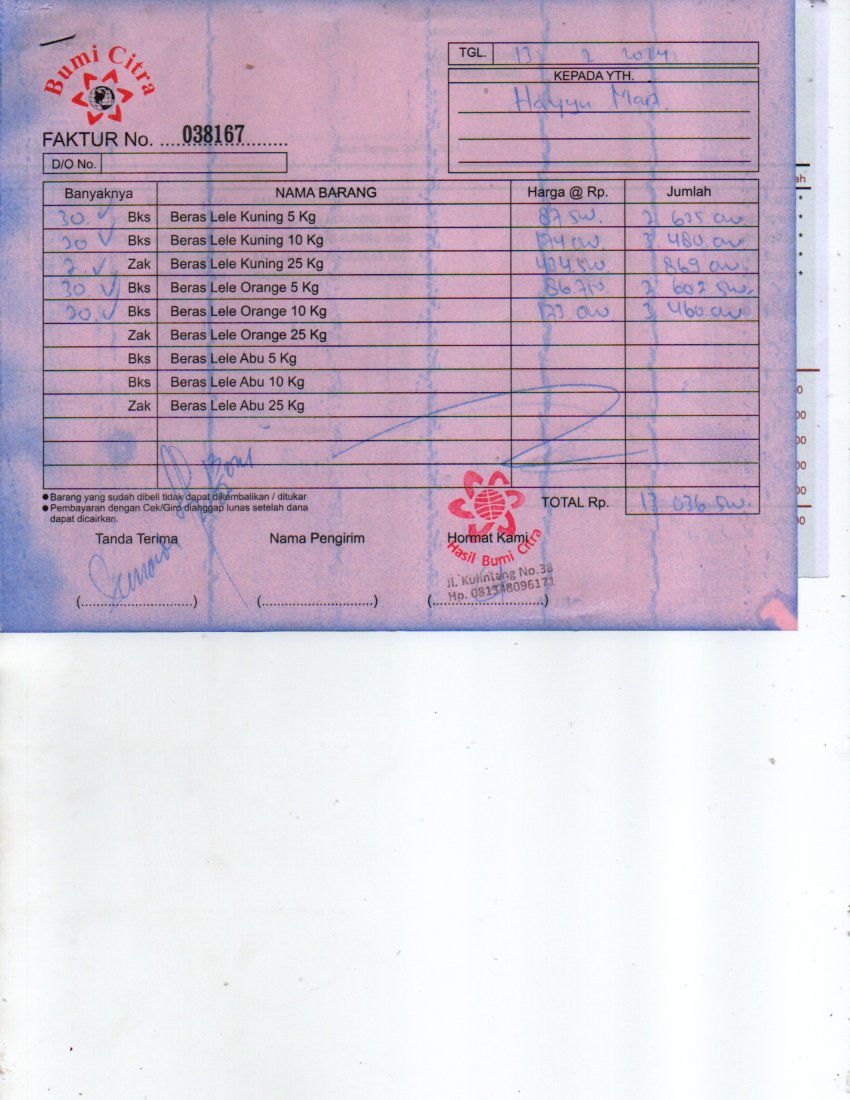 Bumi Citra
TGL. 13 2 2024
KEPADA YTH.
Hayyu Mart
FAKTUR No. 038167
D/O No.
Banyaknya NAMA BARANG Harga @ Rp. Jumlah
30. Bks Beras Lele Kuning 5 Kg 87 500. 2 625 000
20 Bks Beras Lele Kuning 10 Kg 174 000. 3. 480. 000
2. Zak Beras Lele Kuning 25 Kg 434 500 869 000.
30. Bks Beras Lele Orange 5 Kg 86.750 2 602 500.
20. Bks Beras Lele Orange 10 Kg 173 000 3 460 000
Zak Beras Lele Orange 25 Kg
Bks Beras Lele Abu 5 Kg
Bks Beras Lele Abu 10 Kg
Zak Beras Lele Abu 25 Kg
● Barang yang sudah dibeli tidak dapat dikembalikan / ditukar
● Pembayaran dengan Cek/Giro dianggap lunas setelah dana
dapat dicairkan.
TOTAL Rp. 13 036 500.
Tanda Terima Nama Pengirim Hormat Kami
Hasil Bumi Citra
Jl. Kulintang No.38
Hp. 081348096171
(..............................) (..............................) (..............................)